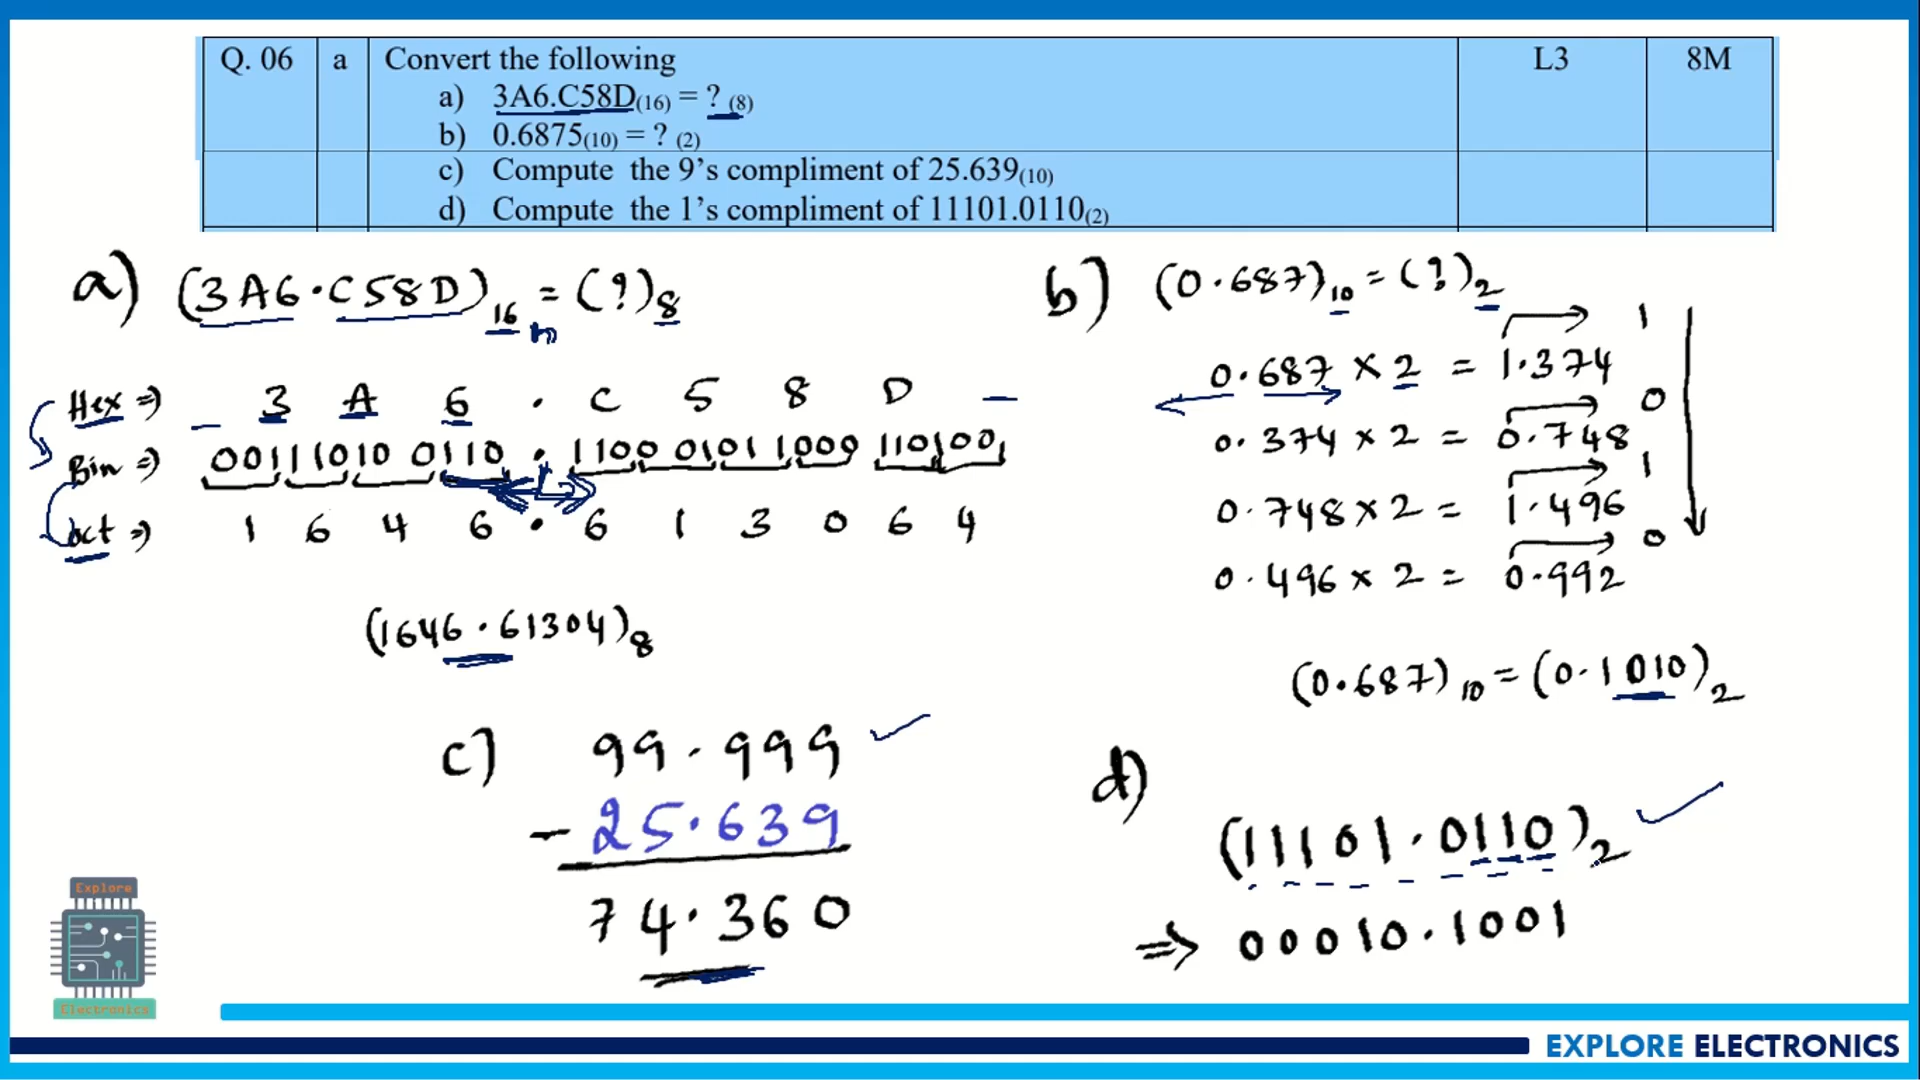 Q. 06 a Convert the following L3 8M
a) 3A6.C58D(16) = ? (8)
b) 0.6875(10) = ? (2)
c) Compute the 9’s compliment of 25.639(10)
d) Compute the 1’s compliment of 11101.0110(2)
a) (3A6.C58D)16 = (?)8
Hex => 3 A 6 . C 5 8 D
Bin => 0011 1010 0110 . 1100 0101 1000 110100
oct => 1 6 4 6 . 6 1 3 0 6 4
(1646.61304)8
b) (0.687)10 = (?)2
1
0.687 × 2 = 1.374
0
0.374 × 2 = 0.748
1
0.748 × 2 = 1.496
0
0.496 × 2 = 0.992
(0.687)10 = (0.1010)2
c) 99.999
- 25.639
74.360
d)
(11101.0110)2
=> 00010.1001
Explore
Electronics
EXPLORE ELECTRONICS